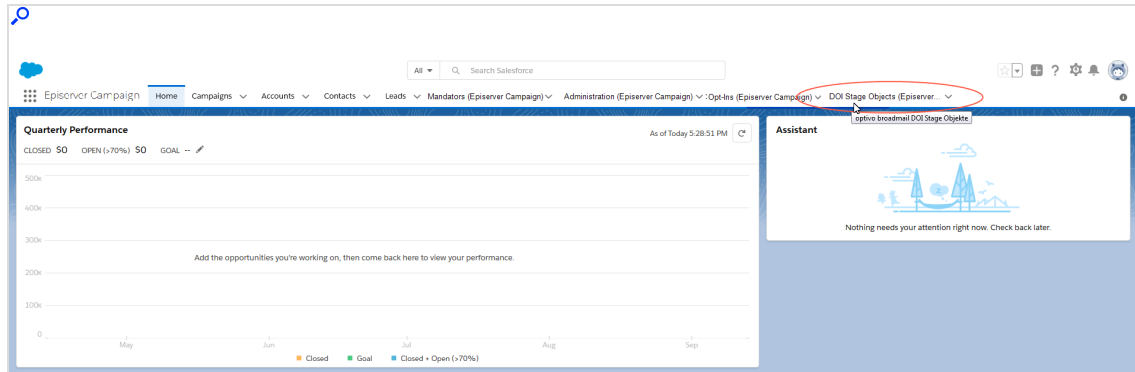 All Search Salesforce
Episerver Campaign Home Campaigns Accounts Contacts Leads Mandators (Episerver Campaign) Administration (Episerver Campaign) Opt-Ins (Episerver Campaign) DOI Stage Objects (Episerver...
optivo broadmail DOI Stage Objekte
Quarterly Performance
As of Today 5:28:51 PM
CLOSED $0 OPEN (>70%) $0 GOAL --
500K
400K
300K
Add the opportunities you're working on, then come back here to view your performance.
200K
100K
0
May Jun Jul Aug Sep
Closed Goal Closed + Open (>70%)
Assistant
Nothing needs your attention right now. Check back later.